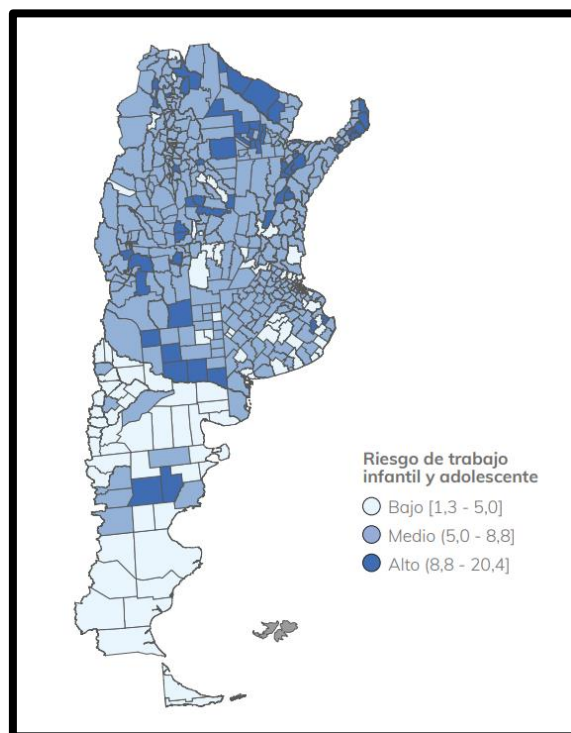 Riesgo de trabajo
infantil y adolescente
Bajo [1,3 - 5,0]
Medio (5,0 - 8,8]
Alto (8,8 - 20,4]